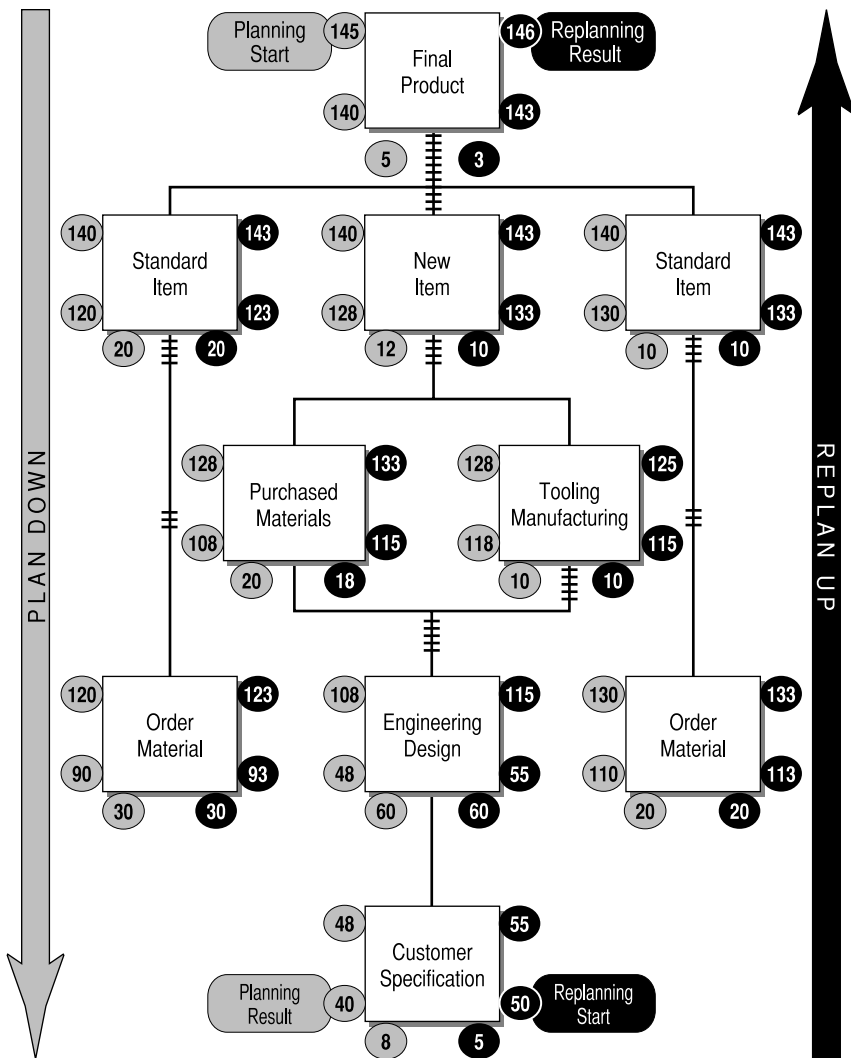 Planning
Start
145
146
Replanning
Result
Final
Product
140
143
5
3
140
143
140
143
140
143
Standard
Item
New
Item
Standard
Item
120
123
128
133
130
133
20
20
12
10
10
10
PLAN DOWN
REPLAN UP
128
133
128
125
Purchased
Materials
Tooling
Manufacturing
108
115
118
115
20
18
10
10
120
123
108
115
130
133
Order
Material
Engineering
Design
Order
Material
90
93
48
55
110
113
30
30
60
60
20
20
48
55
Customer
Specification
Planning
Result
40
50
Replanning
Start
8
5